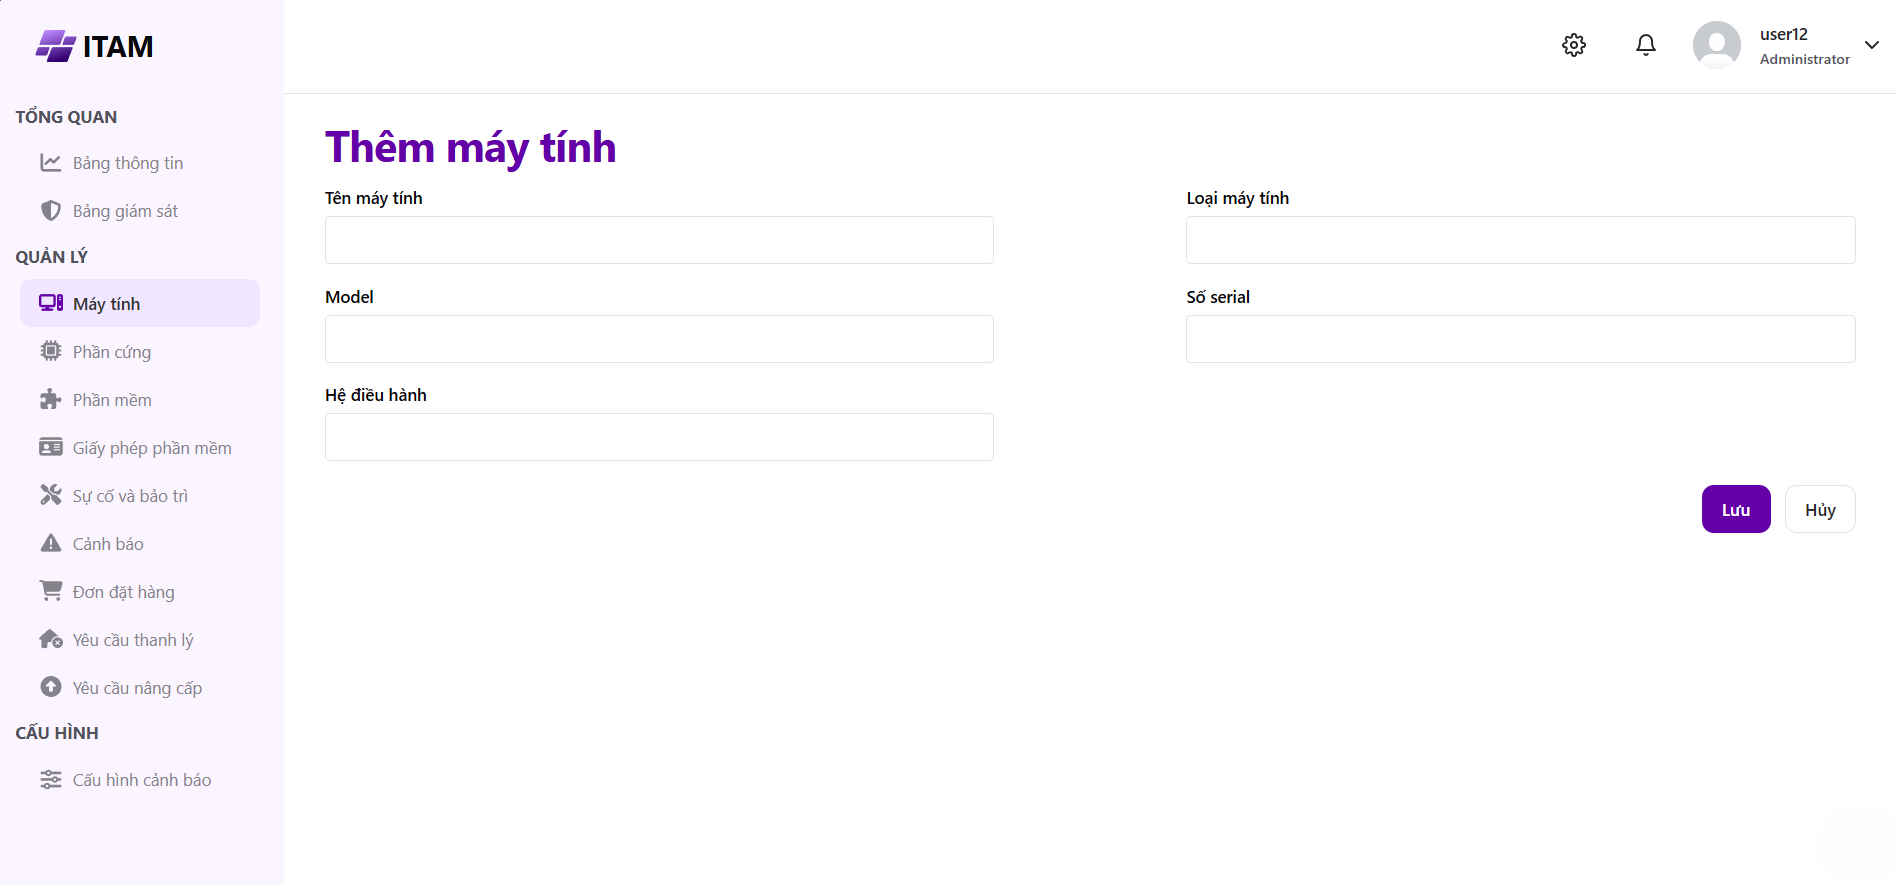 ITAM
user12
Administrator
TỔNG QUAN
Bảng thông tin
Bảng giám sát
QUẢN LÝ
Máy tính
Phần cứng
Phần mềm
Giấy phép phần mềm
Sự cố và bảo trì
Cảnh báo
Đơn đặt hàng
Yêu cầu thanh lý
Yêu cầu nâng cấp
CẤU HÌNH
Cấu hình cảnh báo
Thêm máy tính
Tên máy tính
Loại máy tính
Model
Số serial
Hệ điều hành
Lưu
Hủy